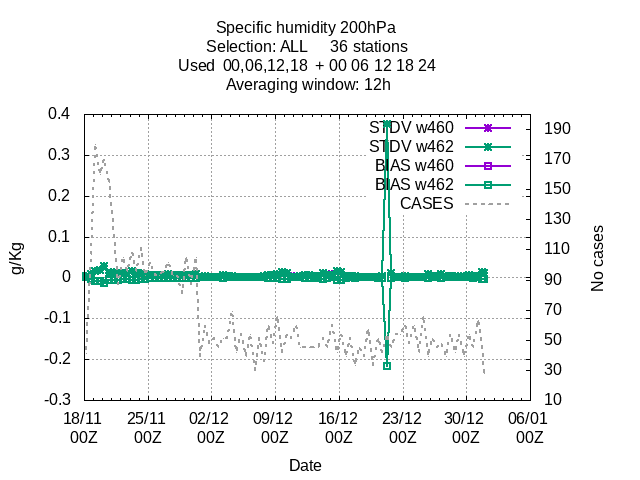 Specific humidity 200hPa
Selection: ALL 36 stations
Used 00,06,12,18 + 00 06 12 18 24
Averaging window: 12h
STDV w460
STDV w462
BIAS w460
BIAS w462
CASES
0.4
0.3
0.2
0.1
0
-0.1
-0.2
-0.3
g/Kg
190
170
150
130
110
90
70
50
30
10
No cases
18/11 25/11 02/12 09/12 16/12 23/12 30/12 06/01
00Z 00Z 00Z 00Z 00Z 00Z 00Z 00Z
Date